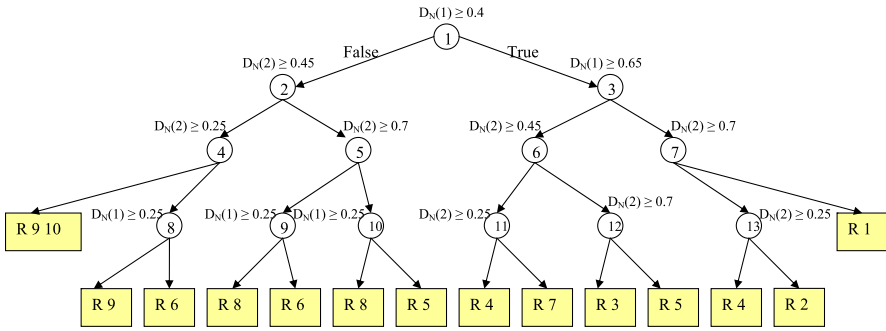 D_N(1) ≥ 0.4
1
False True
D_N(2) ≥ 0.45 D_N(1) ≥ 0.65
2 3
D_N(2) ≥ 0.25 D_N(2) ≥ 0.7 D_N(2) ≥ 0.45 D_N(2) ≥ 0.7
4 5 6 7
D_N(1) ≥ 0.25 D_N(1) ≥ 0.25 D_N(1) ≥ 0.25 D_N(2) ≥ 0.25 D_N(2) ≥ 0.7 D_N(2) ≥ 0.25
R 9 10 8 9 10 11 12 13 R 1
R 9 R 6 R 8 R 6 R 8 R 5 R 4 R 7 R 3 R 5 R 4 R 2